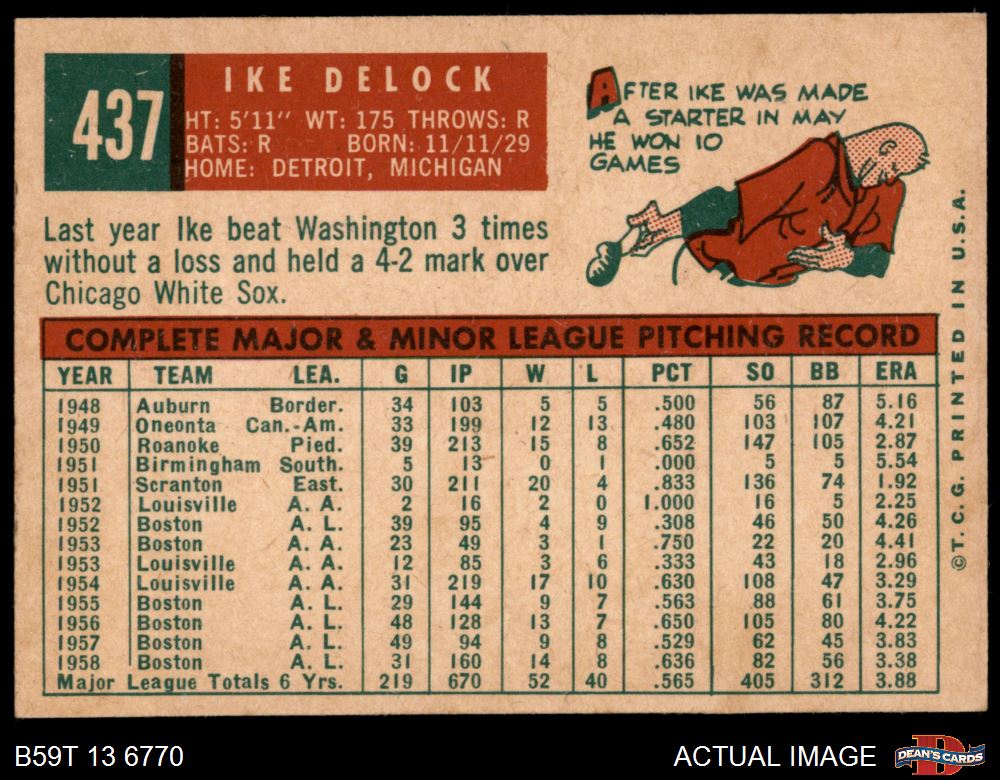 437
IKE DELOCK
HT: 5'11" WT: 175 THROWS: R
BATS: R BORN: 11/11/29
HOME: DETROIT, MICHIGAN
AFTER IKE WAS MADE
A STARTER IN MAY
HE WON 10
GAMES
Last year Ike beat Washington 3 times
without a loss and held a 4-2 mark over
Chicago White Sox.
COMPLETE MAJOR & MINOR LEAGUE PITCHING RECORD
YEAR TEAM LEA. G IP W L PCT SO BB ERA
1948 Auburn Border. 34 103 5 5 .500 56 87 5.16
1949 Oneonta Can.-Am. 33 199 12 13 .480 103 107 4.21
1950 Roanoke Pied. 39 213 15 8 .652 147 105 2.87
1951 Birmingham South. 5 13 0 1 .000 5 5 5.54
1951 Scranton East. 30 211 20 4 .833 136 74 1.92
1952 Louisville A. A. 2 16 2 0 1.000 16 5 2.25
1952 Boston A. L. 39 95 4 9 .308 46 50 4.26
1953 Boston A. A. 23 49 3 1 .750 22 20 4.41
1953 Louisville A. A. 12 85 3 6 .333 43 18 2.96
1954 Louisville A. A. 31 219 17 10 .630 108 47 3.29
1955 Boston A. L. 29 144 9 7 .563 88 61 3.75
1956 Boston A. L. 48 128 13 7 .650 105 80 4.22
1957 Boston A. L. 49 94 9 8 .529 62 45 3.83
1958 Boston A. L. 31 160 14 8 .636 82 56 3.38
Major League Totals 6 Yrs. 219 670 52 40 .565 405 312 3.88
©T. C. G. PRINTED IN U.S.A.
B59T 13 6770
ACTUAL IMAGE
DEAN'S CARDS